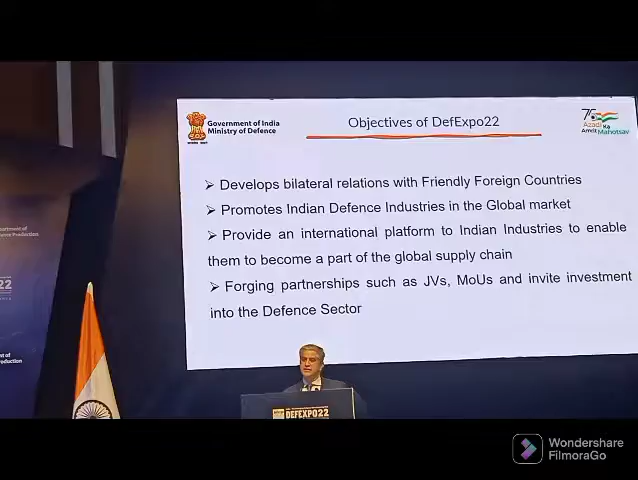 Government of India
Ministry of Defence
Objectives of DefExpo22
75
Azadi Ka
Amrit Mahotsav
➢ Develops bilateral relations with Friendly Foreign Countries
➢ Promotes Indian Defence Industries in the Global market
➢ Provide an international platform to Indian Industries to enable
them to become a part of the global supply chain
➢ Forging partnerships such as JVs, MoUs and invite investment
into the Defence Sector
22
DEFEXPO22
Wondershare
FilmoraGo